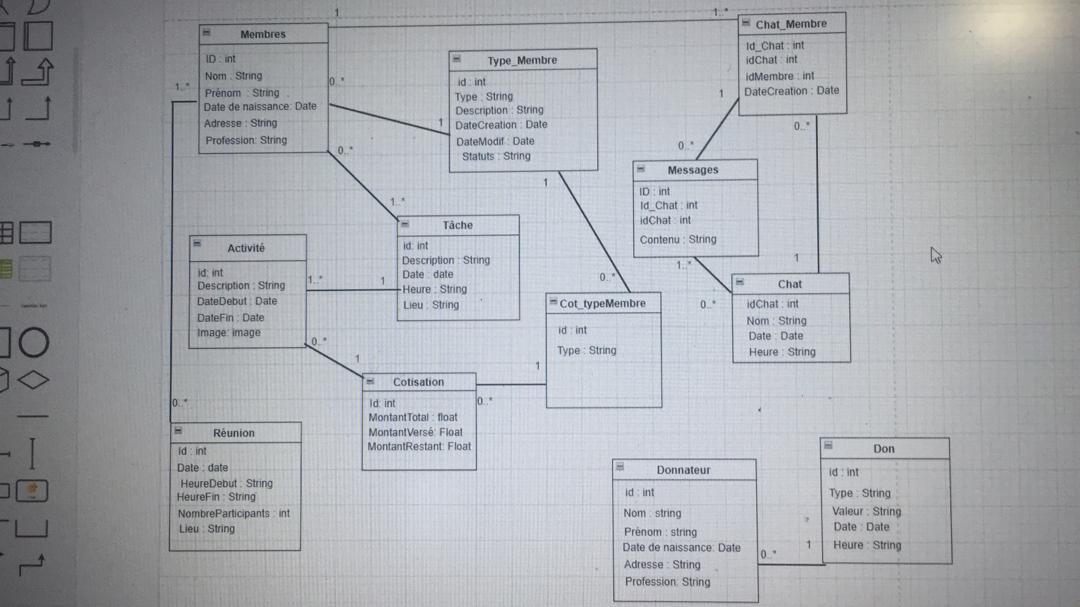 Membres
ID : int
Nom : String
Prénom : String
Date de naissance: Date
Adresse : String
Profession: String
1
1..*
1..*
0..*
1
0..*
1..*
Type_Membre
id : int
Type : String
Description : String
DateCreation : Date
DateModif : Date
Statuts : String
1
0..*
Chat_Membre
Id_Chat : int
idChat : int
idMembre : int
DateCreation : Date
1
0..*
0..*
1
Messages
ID : int
Id_Chat : int
idChat : int
Contenu : String
1..*
0..*
Tâche
id: int
Description : String
Date : date
Heure : String
Lieu : String
Activité
id: int
Description : String
DateDebut : Date
DateFin : Date
Image: image
1..*
1
0..*
1
Chat
idChat : int
Nom : String
Date : Date
Heure : String
Cot_typeMembre
id : int
Type : String
1
0..*
Cotisation
Id: int
MontantTotal : float
MontantVersé: Float
MontantRestant: Float
0..*
Réunion
Id : int
Date : date
HeureDebut : String
HeureFin : String
NombreParticipants : int
Lieu : String
Donnateur
id : int
Nom : string
Prénom : string
Date de naissance: Date
Adresse : String
Profession: String
0..*
1
Don
id : int
Type : String
Valeur : String
Date : Date
Heure : String